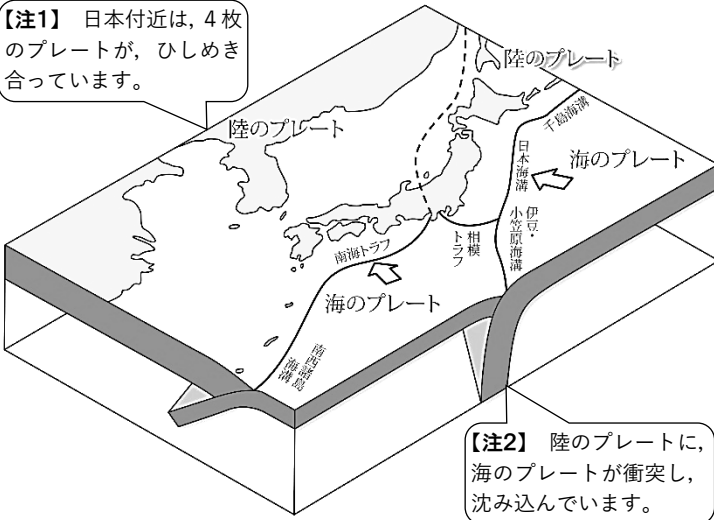 【注1】 日本付近は, 4枚
のプレートが, ひしめき
合っています。
陸のプレート
陸のプレート
千島海溝
日本海溝
海のプレート
伊豆・
小笠原海溝
相模
トラフ
南海トラフ
海のプレート
南西諸島
海溝
【注2】 陸のプレートに,
海のプレートが衝突し,
沈み込んでいます。